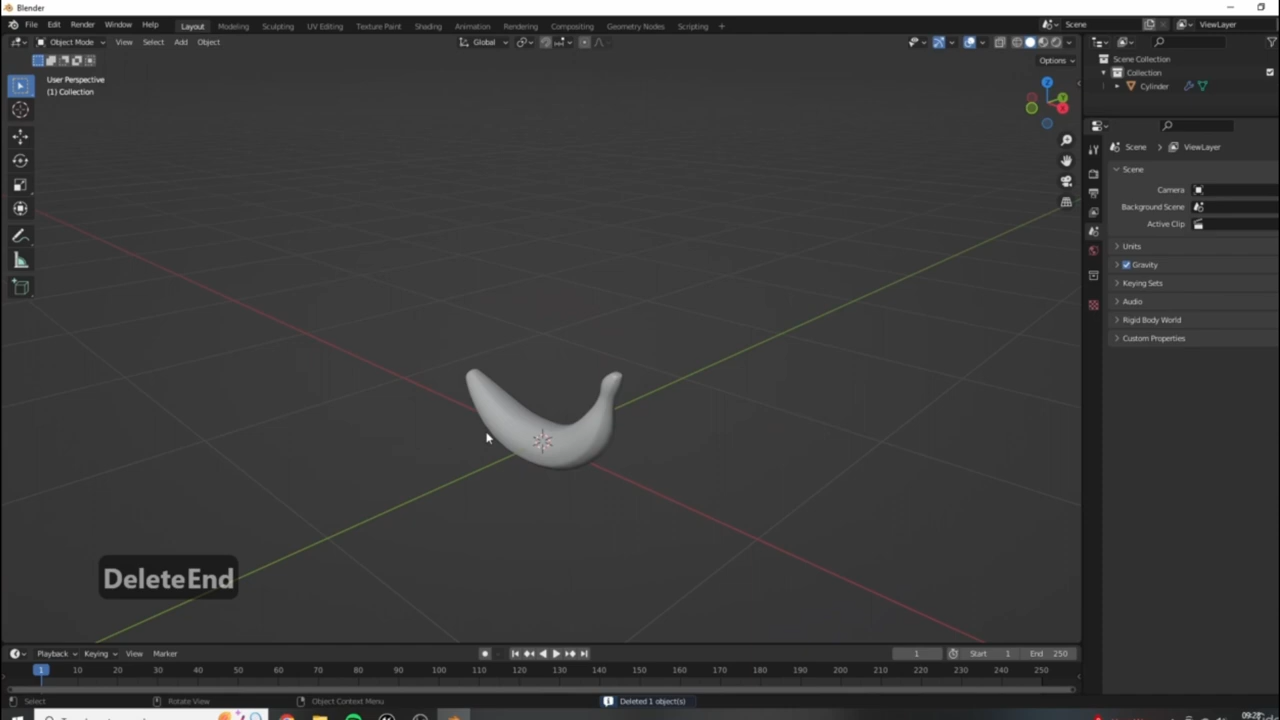 Blender
File Edit Render Window Help
Layout Modeling Sculpting UV Editing Texture Paint Shading Animation Rendering Compositing Geometry Nodes Scripting +
Scene
ViewLayer
Object Mode View Select Add Object
Global
Options
User Perspective
(1) Collection
Z
Y
X
Scene Collection
Collection
Cylinder
Scene > ViewLayer
Scene
Camera
Background Scene
Active Clip
Units
Gravity
Keying Sets
Audio
Rigid Body World
Custom Properties
DeleteEnd
Playback Keying View Marker
1
Start 1
End 250
1 10 20 30 40 50 60 70 80 90 100 110 120 130 140 150 160 170 180 190 200 210 220 230 240 250
Select
Rotate View
Object Context Menu
Deleted 1 object(s)